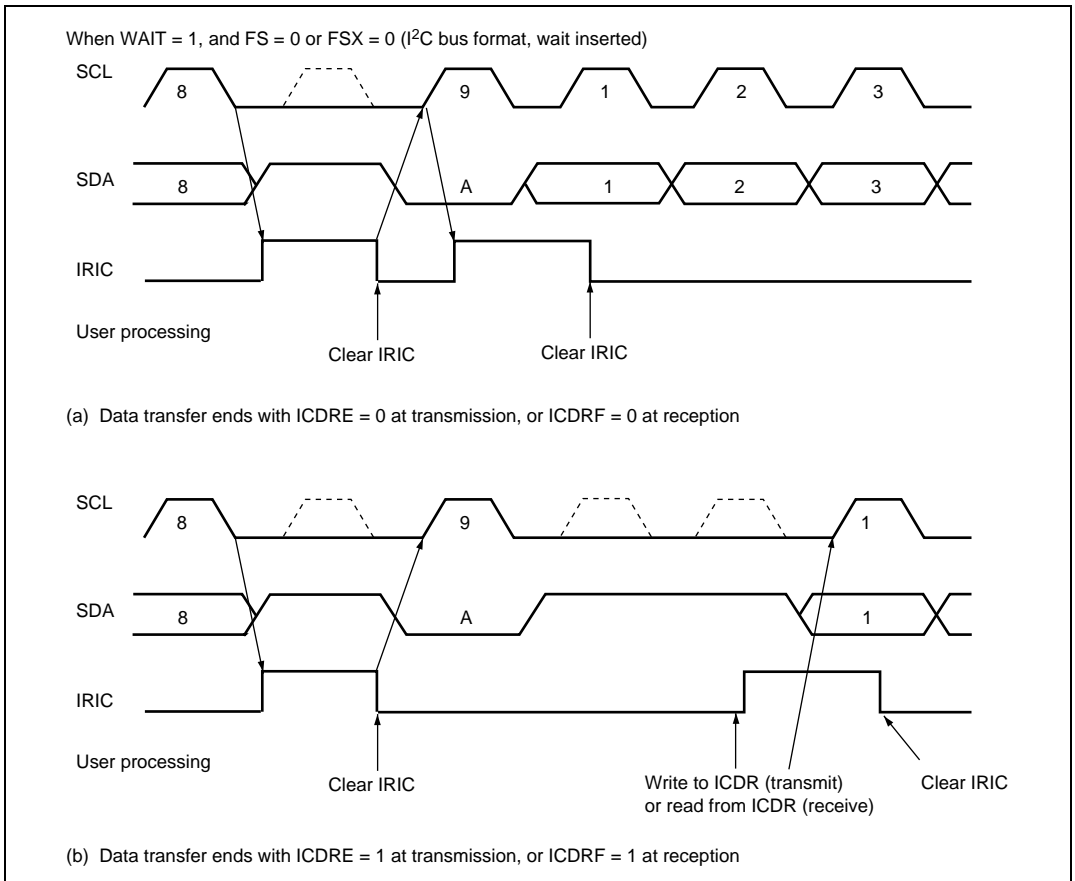 When WAIT = 1, and FS = 0 or FSX = 0 (I²C bus format, wait inserted)
SCL
8
9
1
2
3
SDA
8
A
1
2
3
IRIC
User processing
Clear IRIC
Clear IRIC
(a) Data transfer ends with ICDRE = 0 at transmission, or ICDRF = 0 at reception
SCL
8
9
1
SDA
8
A
1
IRIC
User processing
Clear IRIC
Write to ICDR (transmit)
or read from ICDR (receive)
Clear IRIC
(b) Data transfer ends with ICDRE = 1 at transmission, or ICDRF = 1 at reception